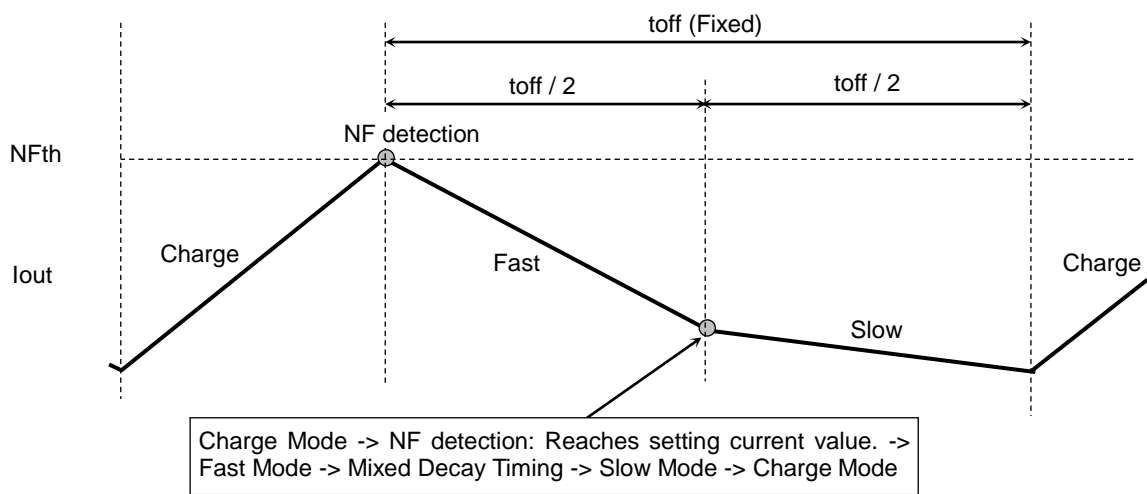 toff (Fixed)
toff / 2
toff / 2
NF detection
NFth
Charge
Fast
Charge
Iout
Slow
Charge Mode -> NF detection: Reaches setting current value. ->
Fast Mode -> Mixed Decay Timing -> Slow Mode -> Charge Mode